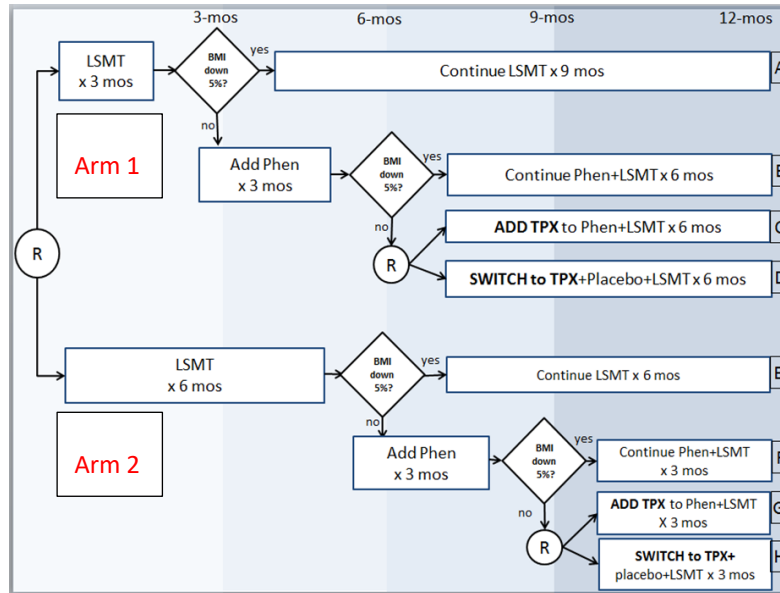 3-mos
6-mos
9-mos
12-mos
LSMT
x 3 mos
BMI
down
5%?
yes
Continue LSMT x 9 mos
A
no
Arm 1
Add Phen
x 3 mos
BMI
down
5%?
yes
Continue Phen+LSMT x 6 mos
no
ADD TPX to Phen+LSMT x 6 mos
R
R
SWITCH to TPX+Placebo+LSMT x 6 mos
LSMT
x 6 mos
BMI
down
5%?
yes
Continue LSMT x 6 mos
no
Arm 2
Add Phen
x 3 mos
BMI
down
5%?
yes
Continue Phen+LSMT
x 3 mos
no
ADD TPX to Phen+LSMT
X 3 mos
R
SWITCH to TPX+
placebo+LSMT x 3 mos